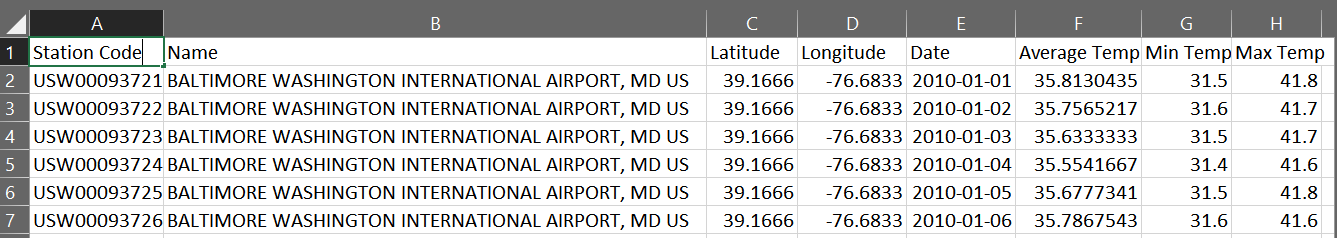 A B C D E F G H
1 Station Code Name Latitude Longitude Date Average Temp Min Temp Max Temp
2 USW00093721 BALTIMORE WASHINGTON INTERNATIONAL AIRPORT, MD US 39.1666 -76.6833 2010-01-01 35.8130435 31.5 41.8
3 USW00093722 BALTIMORE WASHINGTON INTERNATIONAL AIRPORT, MD US 39.1666 -76.6833 2010-01-02 35.7565217 31.6 41.7
4 USW00093723 BALTIMORE WASHINGTON INTERNATIONAL AIRPORT, MD US 39.1666 -76.6833 2010-01-03 35.6333333 31.5 41.7
5 USW00093724 BALTIMORE WASHINGTON INTERNATIONAL AIRPORT, MD US 39.1666 -76.6833 2010-01-04 35.5541667 31.4 41.6
6 USW00093725 BALTIMORE WASHINGTON INTERNATIONAL AIRPORT, MD US 39.1666 -76.6833 2010-01-05 35.6777341 31.5 41.8
7 USW00093726 BALTIMORE WASHINGTON INTERNATIONAL AIRPORT, MD US 39.1666 -76.6833 2010-01-06 35.7867543 31.6 41.6